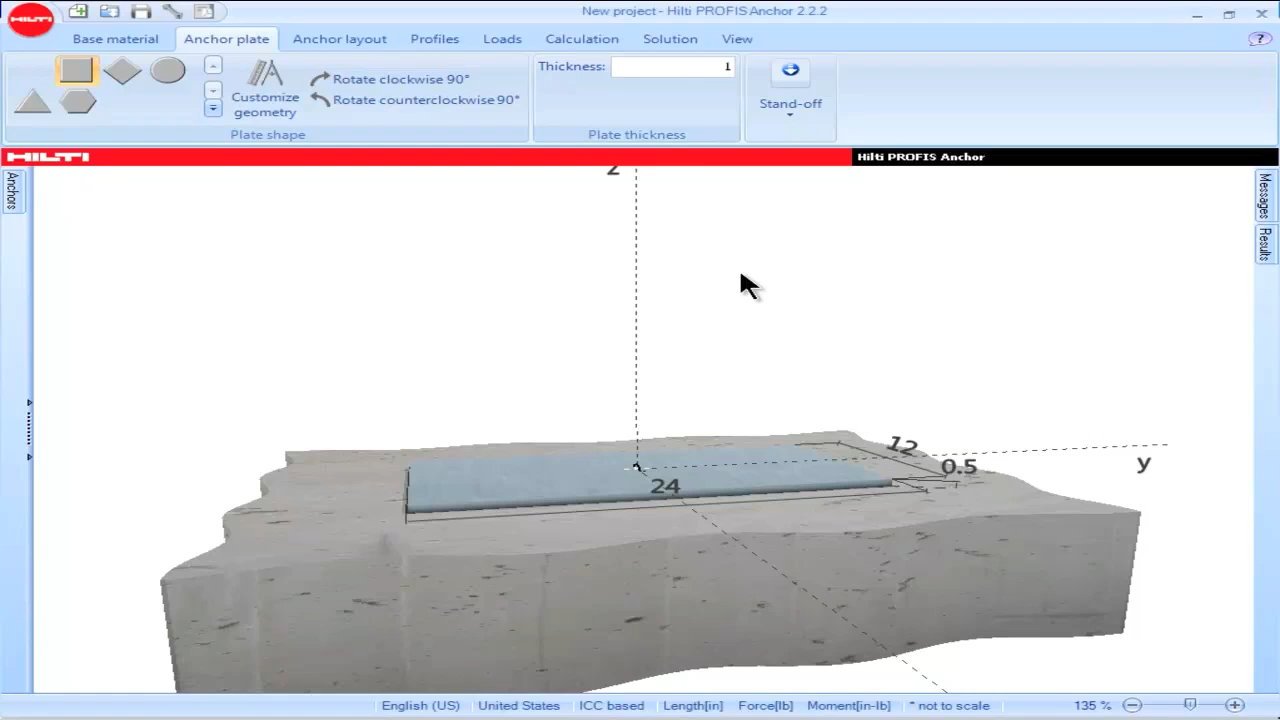 New project - Hilti PROFIS Anchor 2.2.2
HILTI
Base material
Anchor plate
Anchor layout
Profiles
Loads
Calculation
Solution
View
?
Customize
geometry
Rotate clockwise 90°
Rotate counterclockwise 90°
Plate shape
Thickness: 1
Plate thickness
Stand-off
HILTI
Hilti PROFIS Anchor
Anchors
Messages
Results
z
12
0.5
y
24
English (US)
United States
ICC based
Length[in]
Force[lb]
Moment[in-lb]
* not to scale
135 %